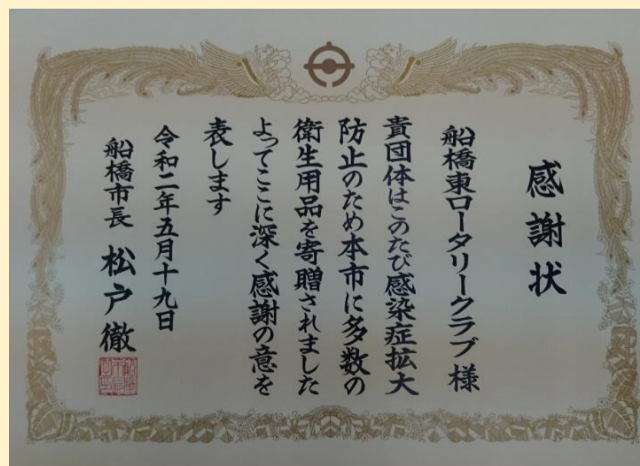 感謝状
船橋東ロータリークラブ様
貴団体はこのたび感染症拡大
防止のため本市に多数の
衛生用品を寄贈されました
よってここに深く感謝の意を
表します
令和二年五月十九日
船橋市長 松戸徹